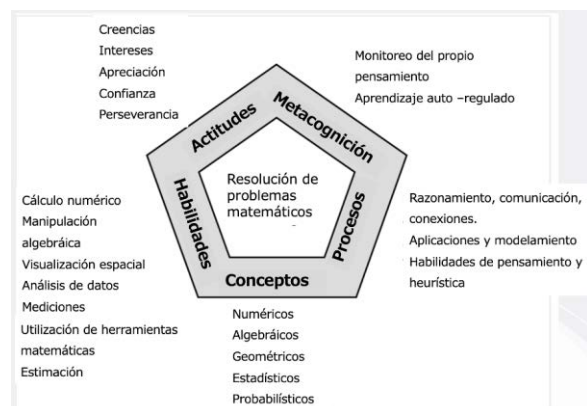 Creencias
Intereses
Apreciación
Confianza
Perseverancia
Monitoreo del propio
pensamiento
Aprendizaje auto –regulado
Actitudes
Metacognición
Habilidades
Resolución de
problemas
matemáticos
Procesos
Conceptos
Cálculo numérico
Manipulación
algebráica
Visualización espacial
Análisis de datos
Mediciones
Utilización de herramientas
matemáticas
Estimación
Razonamiento, comunicación,
conexiones.
Aplicaciones y modelamiento
Habilidades de pensamiento y
heurística
Numéricos
Algebráicos
Geométricos
Estadísticos
Probabilísticos